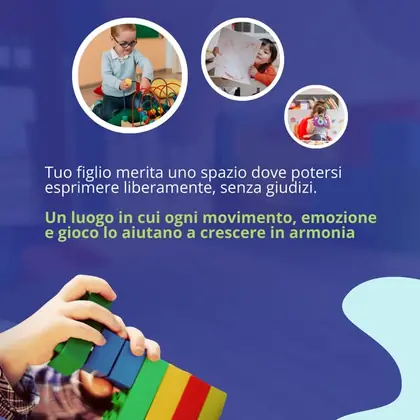 Tuo figlio merita uno spazio dove potersi
esprimere liberamente, senza giudizi.
Un luogo in cui ogni movimento, emozione
e gioco lo aiutano a crescere in armonia